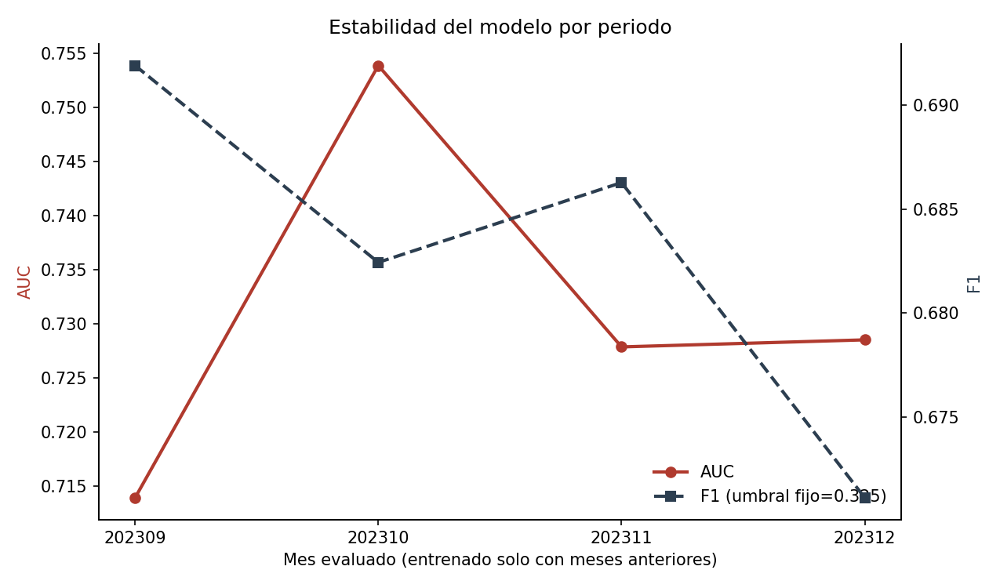 Estabilidad del modelo por periodo
0.755
0.750
0.745
0.740
0.735
0.730
0.725
0.720
0.715
AUC
0.690
0.685
0.680
0.675
F1
AUC
F1 (umbral fijo=0.335)
202309
202310
202311
202312
Mes evaluado (entrenado solo con meses anteriores)